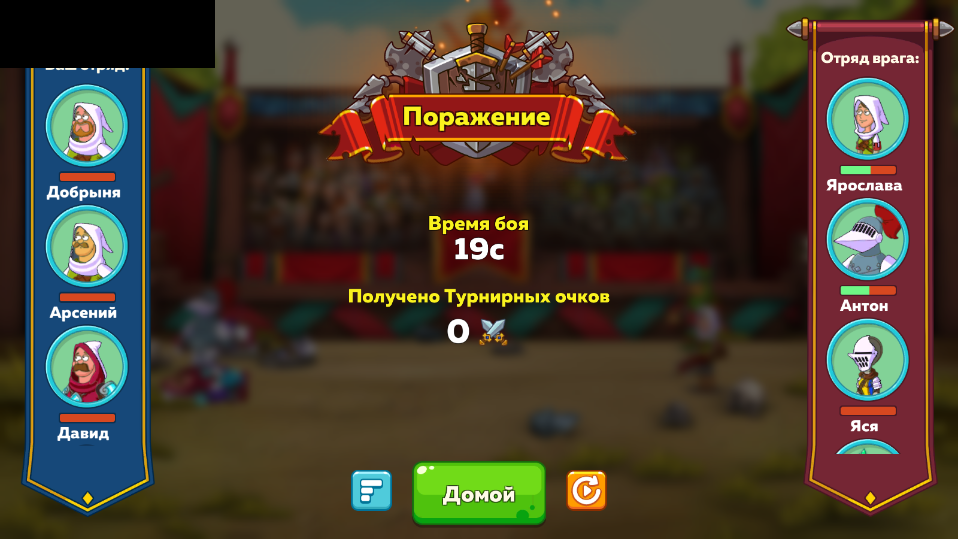 Поражение
Отряд врага:
Добрыня
Арсений
Давид
Время боя
19с
Получено Турнирных очков
0
Ярослава
Антон
Яся
Домой